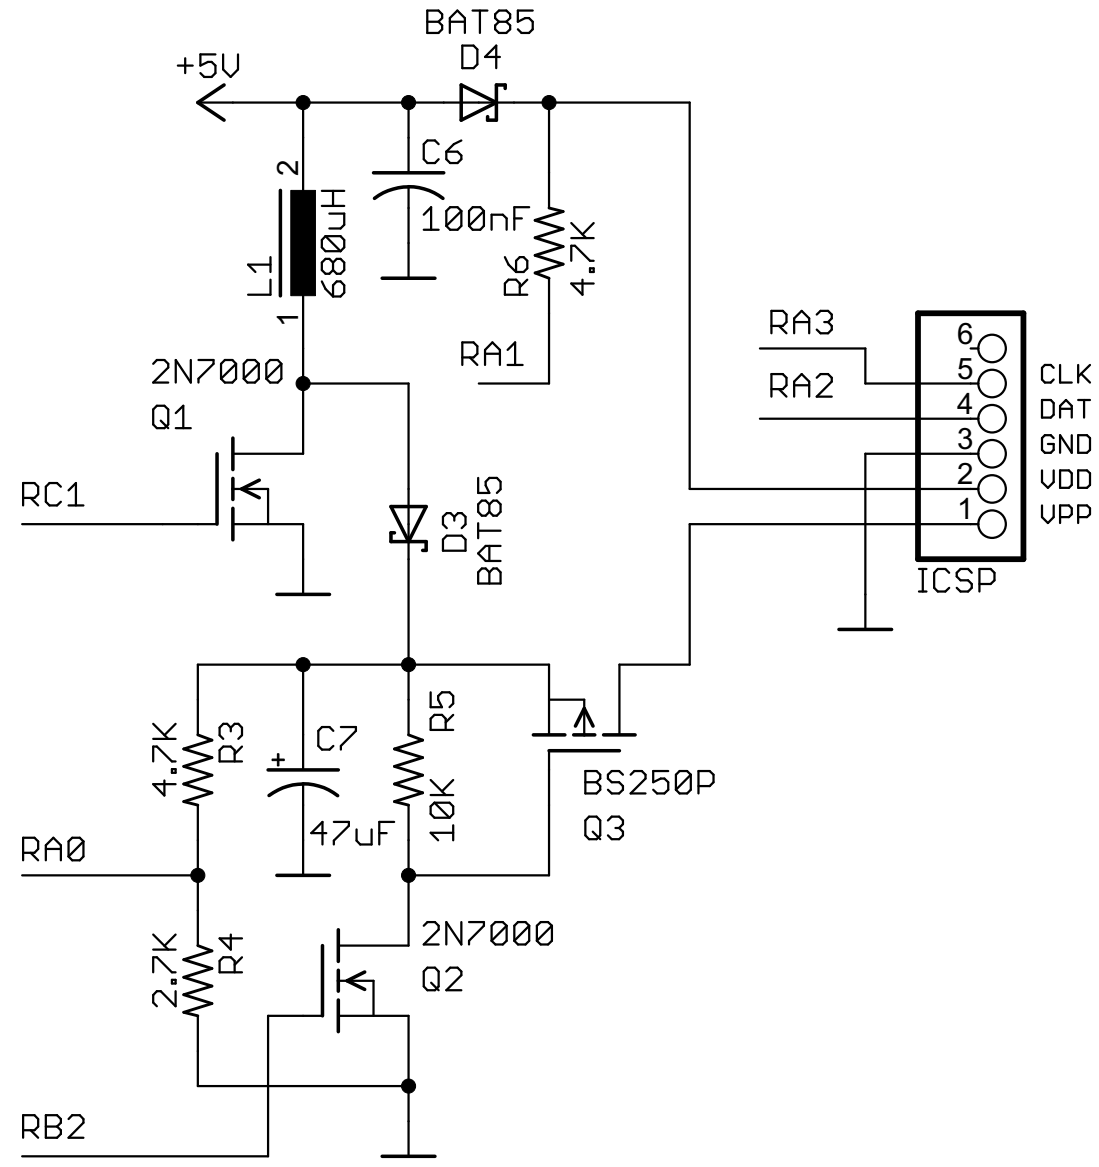 BAT85
D4
+5V
C6
100nF
2
L1
680uH
1
R6
4.7K
RA1
RA3
RA2
6
5
4
3
2
1
CLK
DAT
GND
VDD
VPP
ICSP
2N7000
Q1
RC1
D3
BAT85
4.7K
R3
+
C7
47uF
R5
10K
BS250P
Q3
RA0
2.7K
R4
2N7000
Q2
RB2